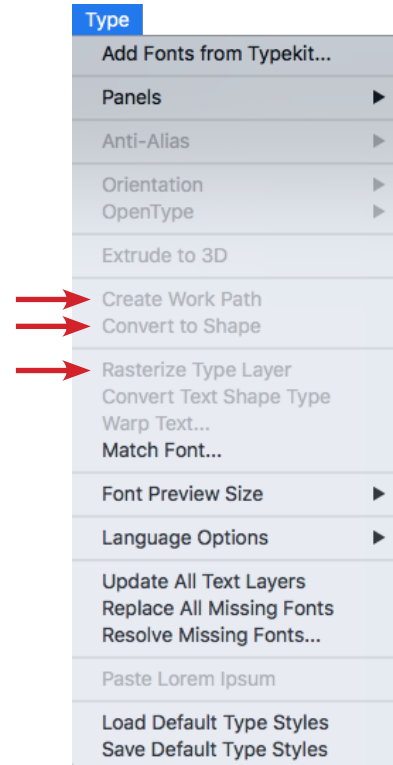 Type
Add Fonts from Typekit...
Panels
Anti-Alias
Orientation
OpenType
Extrude to 3D
Create Work Path
Convert to Shape
Rasterize Type Layer
Convert Text Shape Type
Warp Text...
Match Font...
Font Preview Size
Language Options
Update All Text Layers
Replace All Missing Fonts
Resolve Missing Fonts...
Paste Lorem Ipsum
Load Default Type Styles
Save Default Type Styles